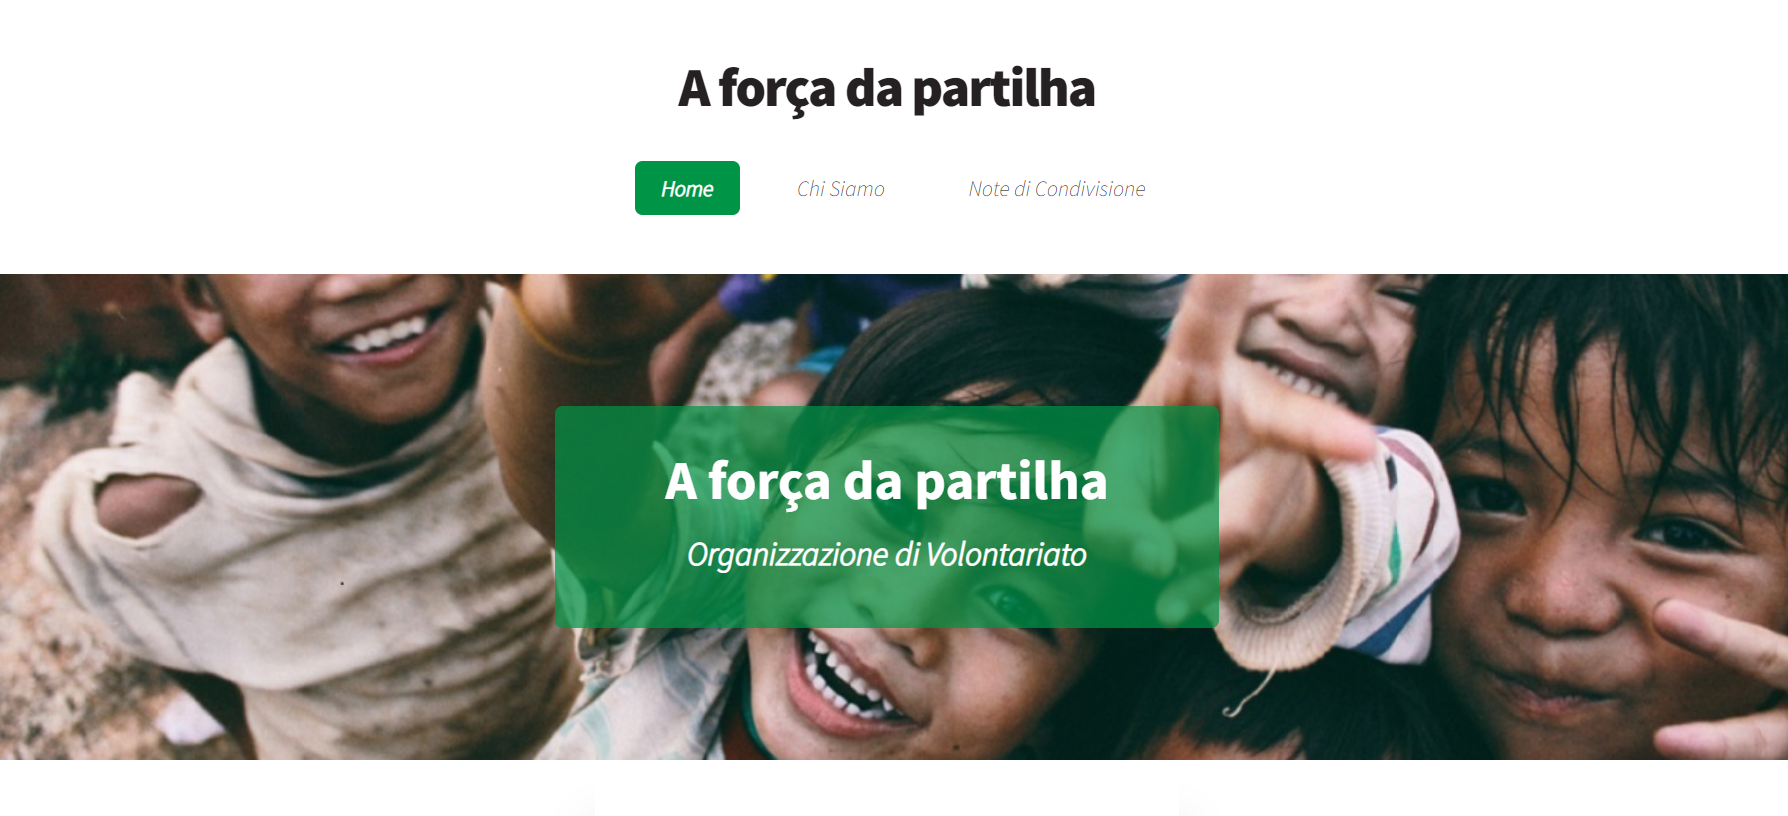 A força da partilha
Home Chi Siamo Note di Condivisione
A força da partilha
Organizzazione di Volontariato